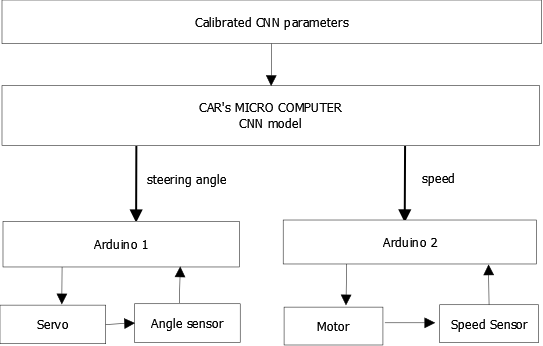 Calibrated CNN parameters
CAR's MICRO COMPUTER
CNN model
steering angle
speed
Arduino 1
Arduino 2
Servo
Angle sensor
Motor
Speed Sensor